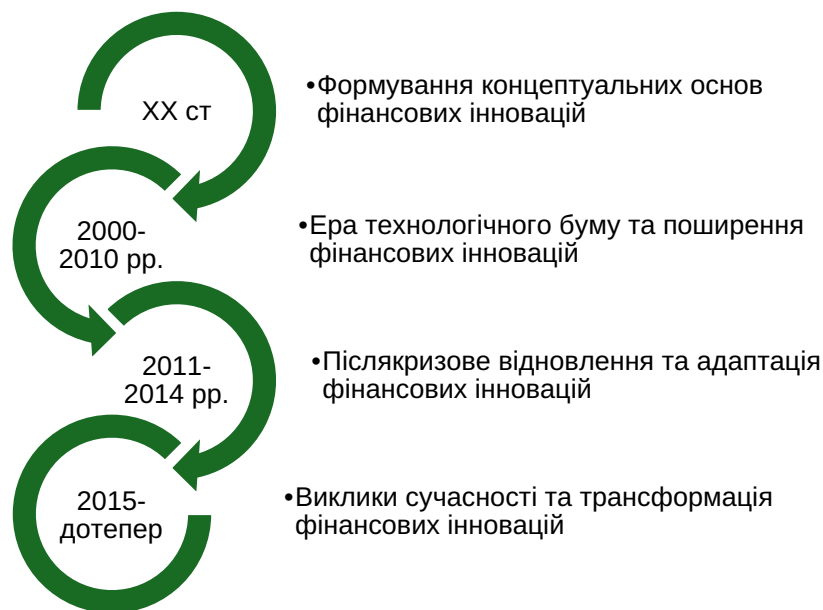 ХХ ст
•Формування концептуальних основ
фінансових інновацій
2000-
2010 рр.
•Ера технологічного буму та поширення
фінансових інновацій
2011-
2014 рр.
•Післякризове відновлення та адаптація
фінансових інновацій
2015-
дотепер
•Виклики сучасності та трансформація
фінансових інновацій